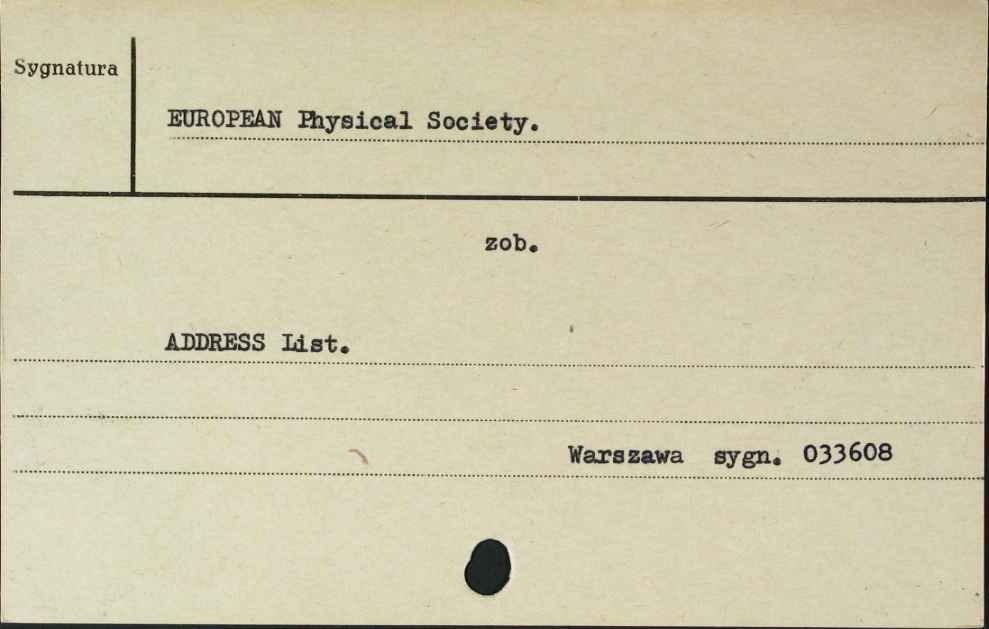 Sygnatura
EUROPEAN Physical Society.
zob.
ADDRESS List.
Warszawa sygn. 033608